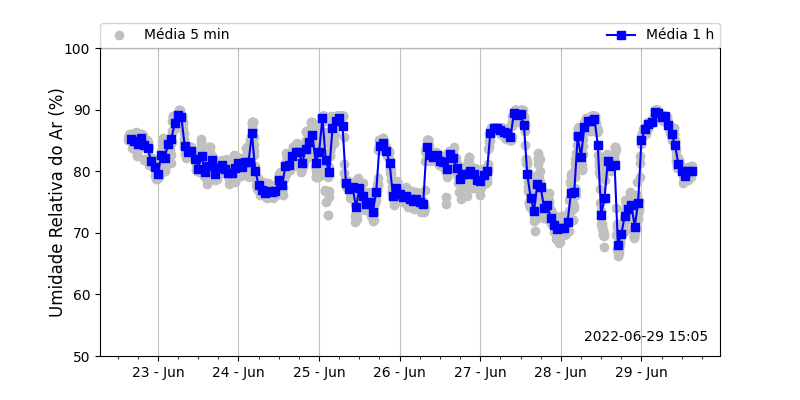 Média 5 min
Média 1 h
Umidade Relativa do Ar (%)
100
90
80
70
60
50
2022-06-29 15:05
23 - Jun
24 - Jun
25 - Jun
26 - Jun
27 - Jun
28 - Jun
29 - Jun